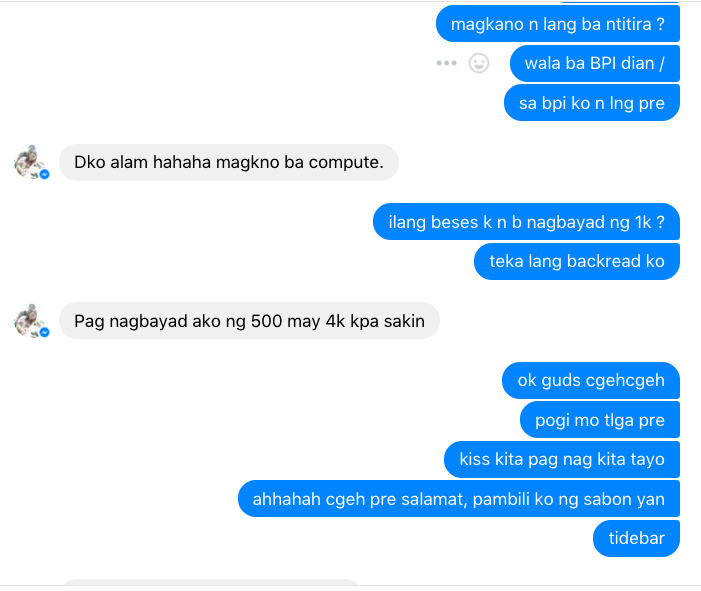 magkano n lang ba ntitira ?
wala ba BPI dian /
sa bpi ko n lng pre
Dko alam hahaha magkno ba compute.
ilang beses k n b nagbayad ng 1k ?
teka lang backread ko
Pag nagbayad ako ng 500 may 4k kpa sakin
ok guds cgehcgeh
pogi mo tlga pre
kiss kita pag nag kita tayo
ahhahah cgeh pre salamat, pambili ko ng sabon yan
tidebar